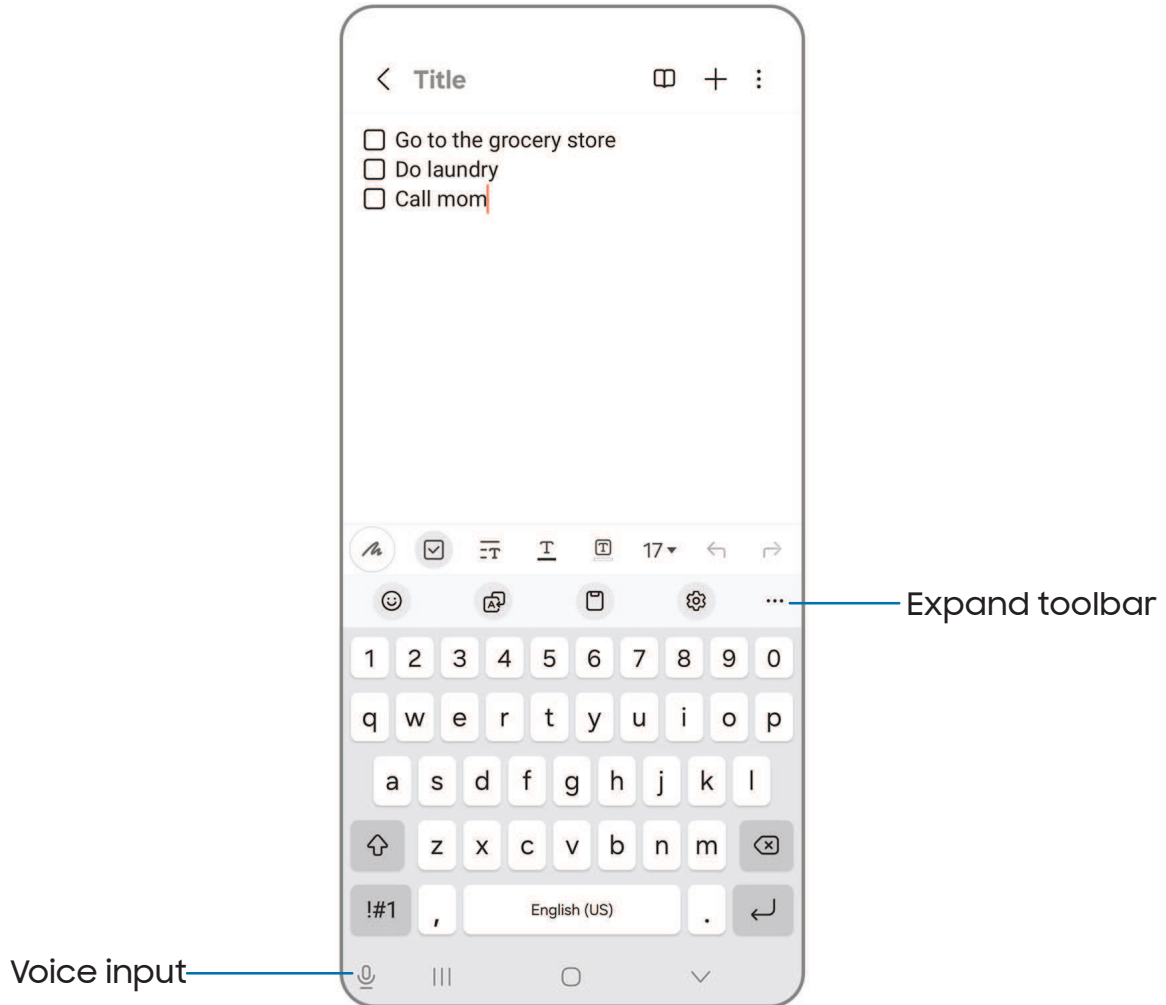 Title
Go to the grocery store
Do laundry
Call mom
17
Expand toolbar
1 2 3 4 5 6 7 8 9 0
q w e r t y u i o p
a s d f g h j k l
z x c v b n m
!#1 , English (US) .
Voice input